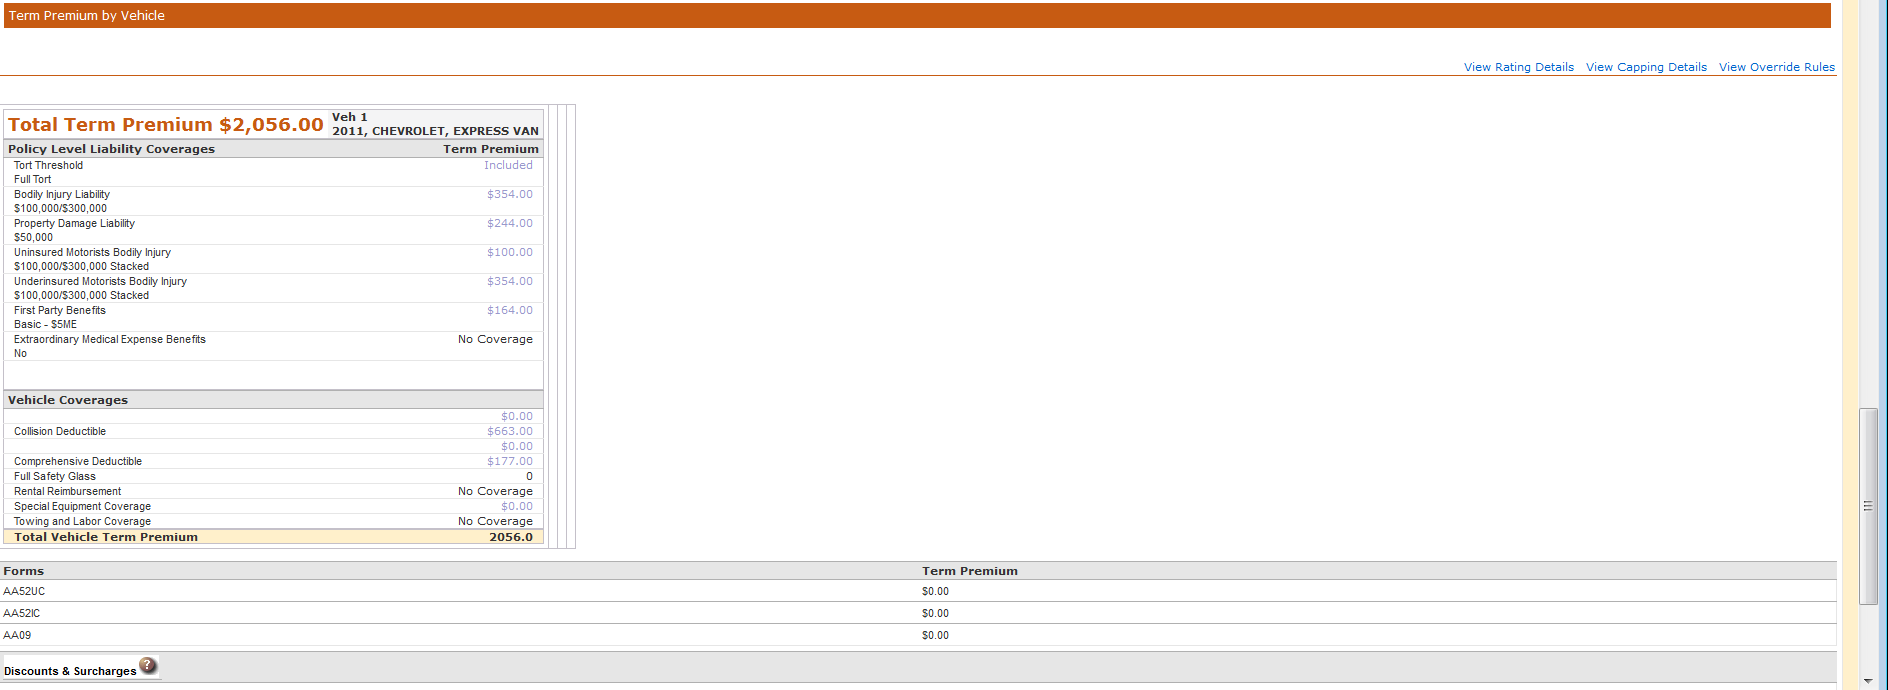 Term Premium by Vehicle
View Rating Details View Capping Details View Override Rules
Total Term Premium $2,056.00 Veh 1
2011, CHEVROLET, EXPRESS VAN
Policy Level Liability Coverages Term Premium
Tort Threshold Included
Full Tort
Bodily Injury Liability $354.00
$100,000/$300,000
Property Damage Liability $244.00
$50,000
Uninsured Motorists Bodily Injury $100.00
$100,000/$300,000 Stacked
Underinsured Motorists Bodily Injury $354.00
$100,000/$300,000 Stacked
First Party Benefits $164.00
Basic - $5ME
Extraordinary Medical Expense Benefits No Coverage
No
Vehicle Coverages
$0.00
Collision Deductible $663.00
$0.00
Comprehensive Deductible $177.00
Full Safety Glass 0
Rental Reimbursement No Coverage
Special Equipment Coverage $0.00
Towing and Labor Coverage No Coverage
Total Vehicle Term Premium 2056.0
Forms Term Premium
AA52UC $0.00
AA52IC $0.00
AA09 $0.00
Discounts & Surcharges ?